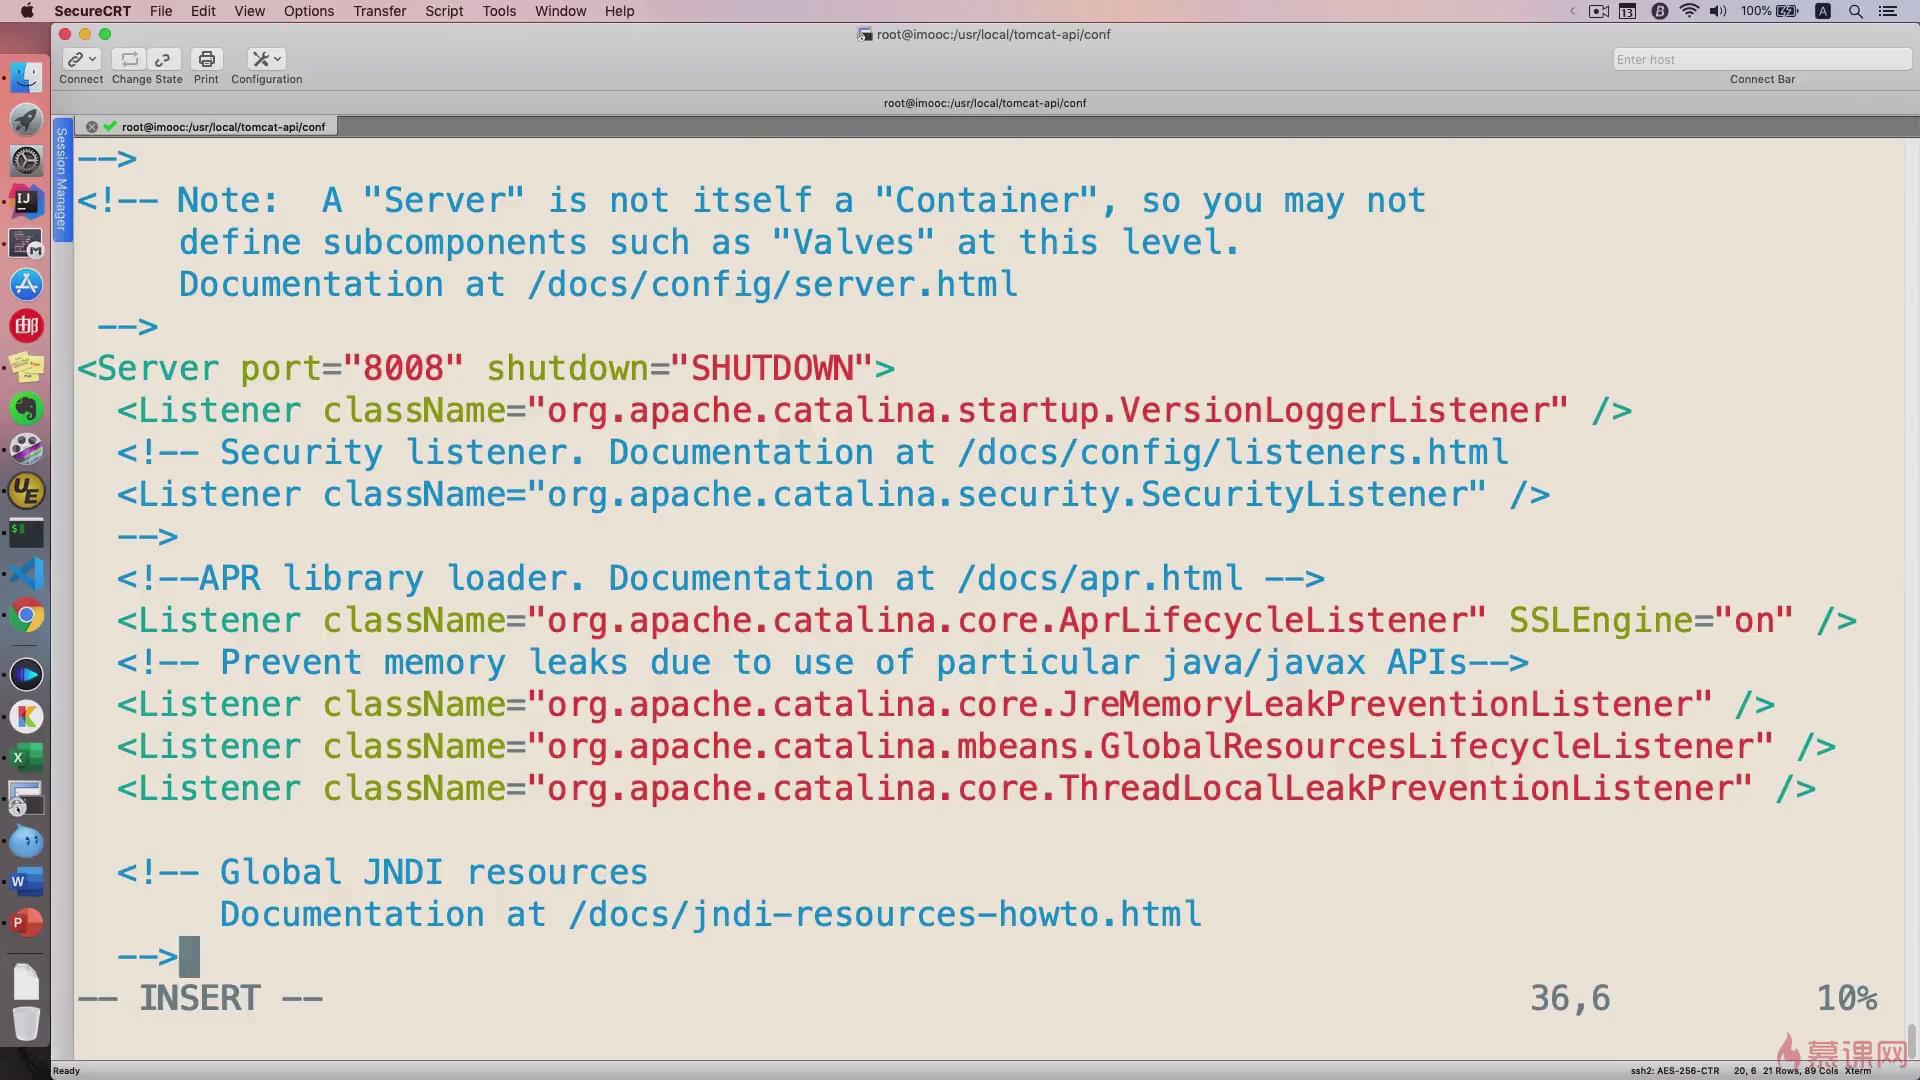 SecureCRT File Edit View Options Transfer Script Tools Window Help 13 100% A
root@imooc:/usr/local/tomcat-api/conf
Connect Change State Print Configuration
Enter host
Connect Bar
root@imooc:/usr/local/tomcat-api/conf
root@imooc:/usr/local/tomcat-api/conf
Session Manager
-->
<!-- Note:  A "Server" is not itself a "Container", so you may not
     define subcomponents such as "Valves" at this level.
     Documentation at /docs/config/server.html
 -->
<Server port="8008" shutdown="SHUTDOWN">
  <Listener className="org.apache.catalina.startup.VersionLoggerListener" />
  <!-- Security listener. Documentation at /docs/config/listeners.html
  <Listener className="org.apache.catalina.security.SecurityListener" />
  -->
  <!--APR library loader. Documentation at /docs/apr.html -->
  <Listener className="org.apache.catalina.core.AprLifecycleListener" SSLEngine="on" />
  <!-- Prevent memory leaks due to use of particular java/javax APIs-->
  <Listener className="org.apache.catalina.core.JreMemoryLeakPreventionListener" />
  <Listener className="org.apache.catalina.mbeans.GlobalResourcesLifecycleListener" />
  <Listener className="org.apache.catalina.core.ThreadLocalLeakPreventionListener" />
  <!-- Global JNDI resources
       Documentation at /docs/jndi-resources-howto.html
  -->
-- INSERT -- 36,6 10%
慕课网
Ready ssh2: AES-256-CTR 20, 6 21 Rows, 89 Cols Xterm